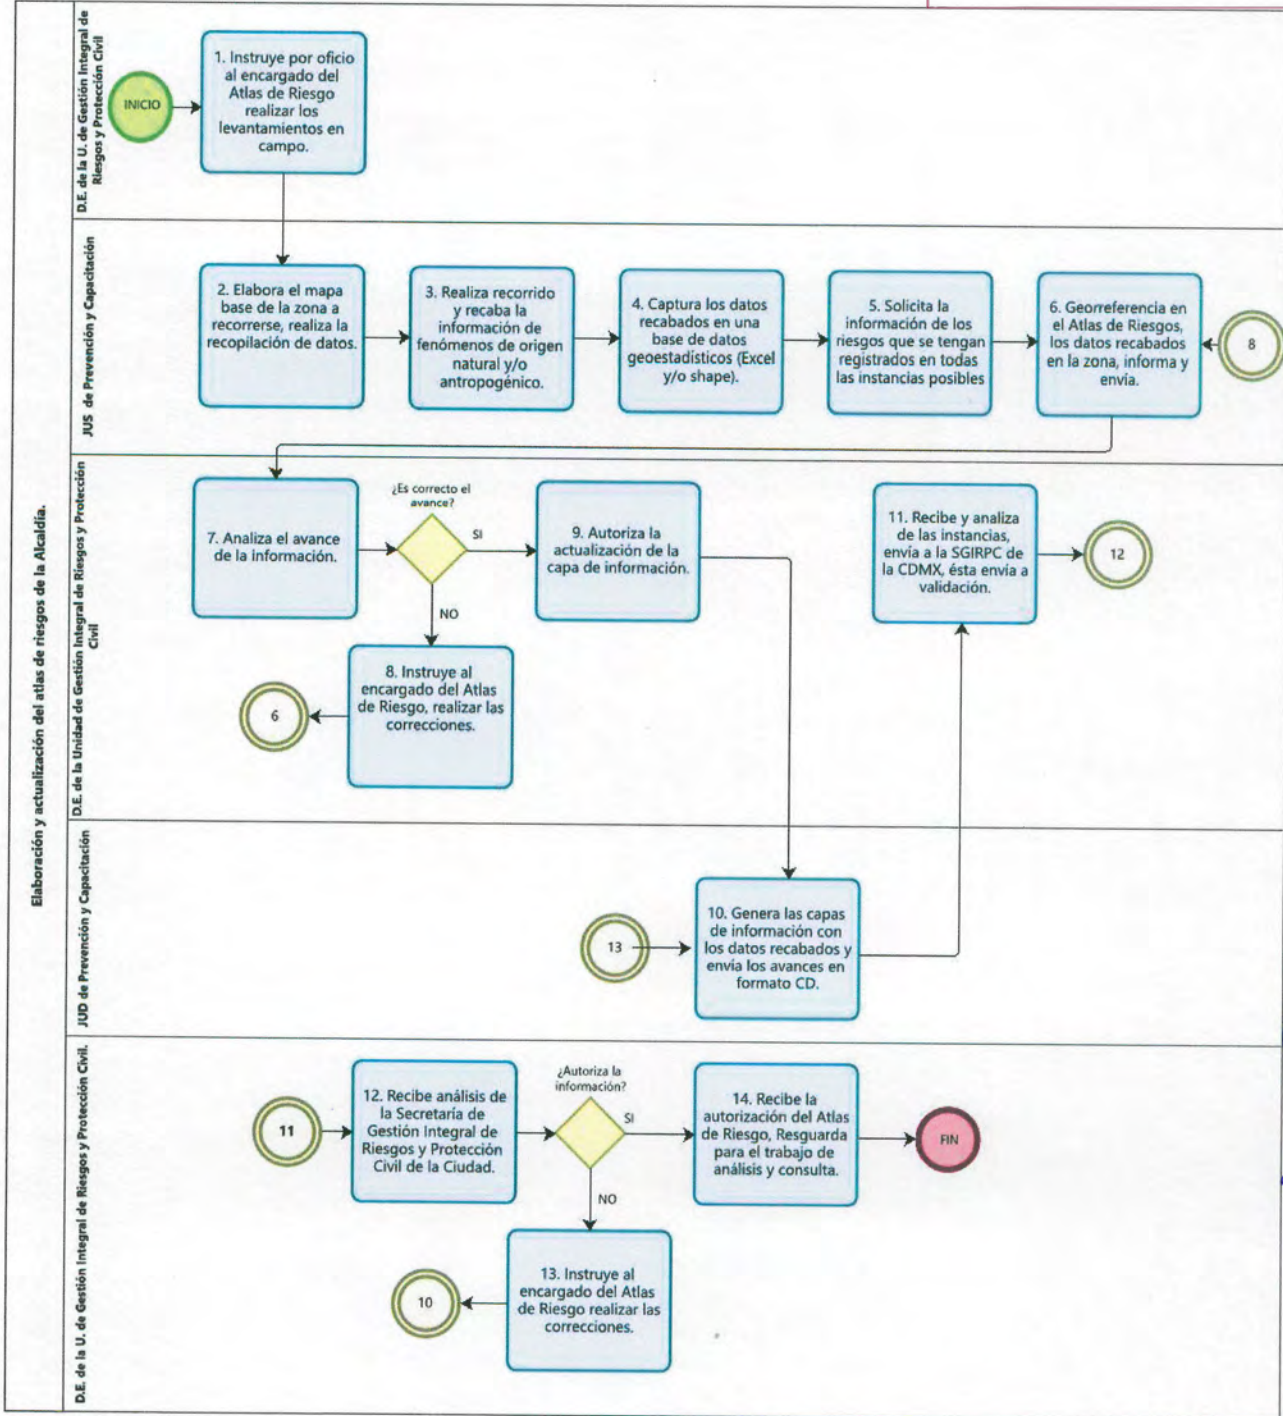 Elaboración y actualización del atlas de riesgos de la Alcaldía.
D.E. de la U. de Gestión Integral de
Riesgos y Protección Civil
INICIO
1. Instruye por oficio
al encargado del
Atlas de Riesgo
realizar los
levantamientos en
campo.
JUS de Prevención y Capacitación
2. Elabora el mapa
base de la zona a
recorrerse, realiza la
recopilación de datos.
3. Realiza recorrido
y recaba la
información de
fenómenos de origen
natural y/o
antropogénico.
4. Captura los datos
recabados en una
base de datos
geoestadísticos (Excel
y/o shape).
5. Solicita la
información de los
riesgos que se tengan
registrados en todas
las instancias posibles
6. Georreferencia en
el Atlas de Riesgos,
los datos recabados
en la zona, informa y
envía.
8
D.E. de la Unidad de Gestión Integral de Riesgos y Protección
Civil
7. Analiza el avance
de la información.
¿Es correcto el
avance?
SI
NO
9. Autoriza la
actualización de la
capa de información.
8. Instruye al
encargado del Atlas
de Riesgo, realizar las
correcciones.
6
11. Recibe y analiza
de las instancias,
envía a la SGIRPC de
la CDMX, ésta envía a
validación.
12
JUD de Prevención y Capacitación
13
10. Genera las capas
de información con
los datos recabados y
envía los avances en
formato CD.
D.E. de la U. de Gestión Integral de Riesgos y Protección Civil.
11
12. Recibe análisis de
la Secretaría de
Gestión Integral de
Riesgos y Protección
Civil de la Ciudad.
¿Autoriza la
información?
SI
NO
14. Recibe la
autorización del Atlas
de Riesgo, Resguarda
para el trabajo de
análisis y consulta.
FIN
13. Instruye al
encargado del Atlas
de Riesgo realizar las
correcciones.
10